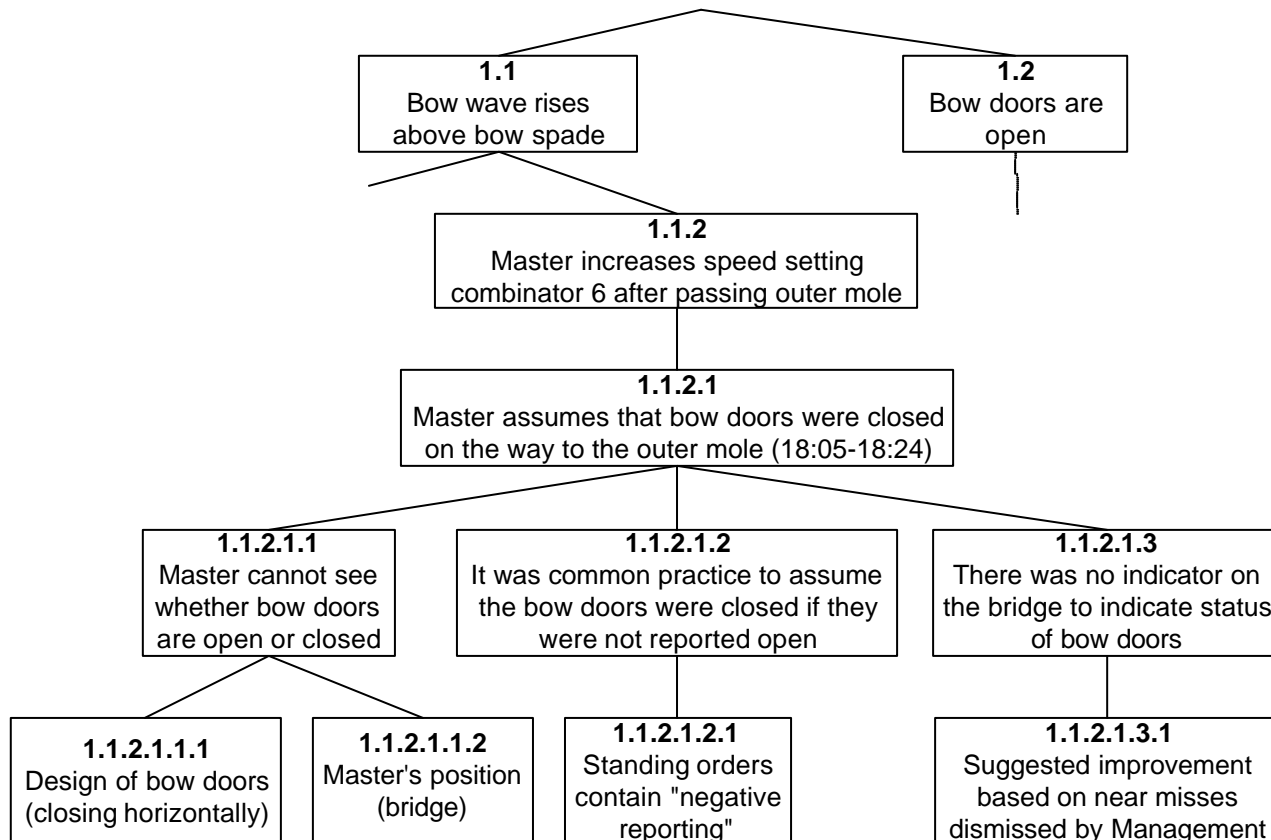 1.1
Bow wave rises
above bow spade
1.2
Bow doors are
open
1.1.2
Master increases speed setting
combinator 6 after passing outer mole
1.1.2.1
Master assumes that bow doors were closed
on the way to the outer mole (18:05-18:24)
1.1.2.1.1
Master cannot see
whether bow doors
are open or closed
1.1.2.1.2
It was common practice to assume
the bow doors were closed if they
were not reported open
1.1.2.1.3
There was no indicator on
the bridge to indicate status
of bow doors
1.1.2.1.1.1
Design of bow doors
(closing horizontally)
1.1.2.1.1.2
Master's position
(bridge)
1.1.2.1.2.1
Standing orders
contain "negative
reporting"
1.1.2.1.3.1
Suggested improvement
based on near misses
dismissed by Management